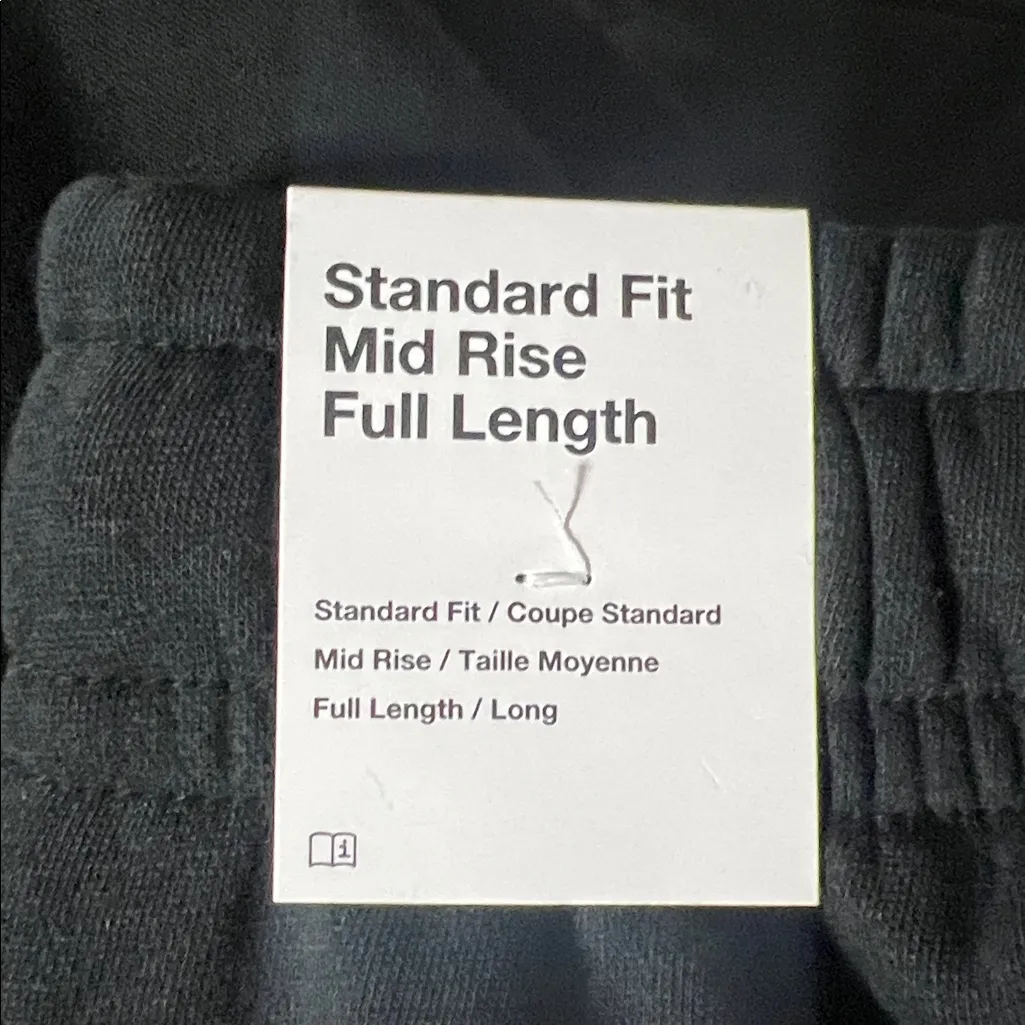 Standard Fit
Mid Rise
Full Length
Standard Fit / Coupe Standard
Mid Rise / Taille Moyenne
Full Length / Long
i